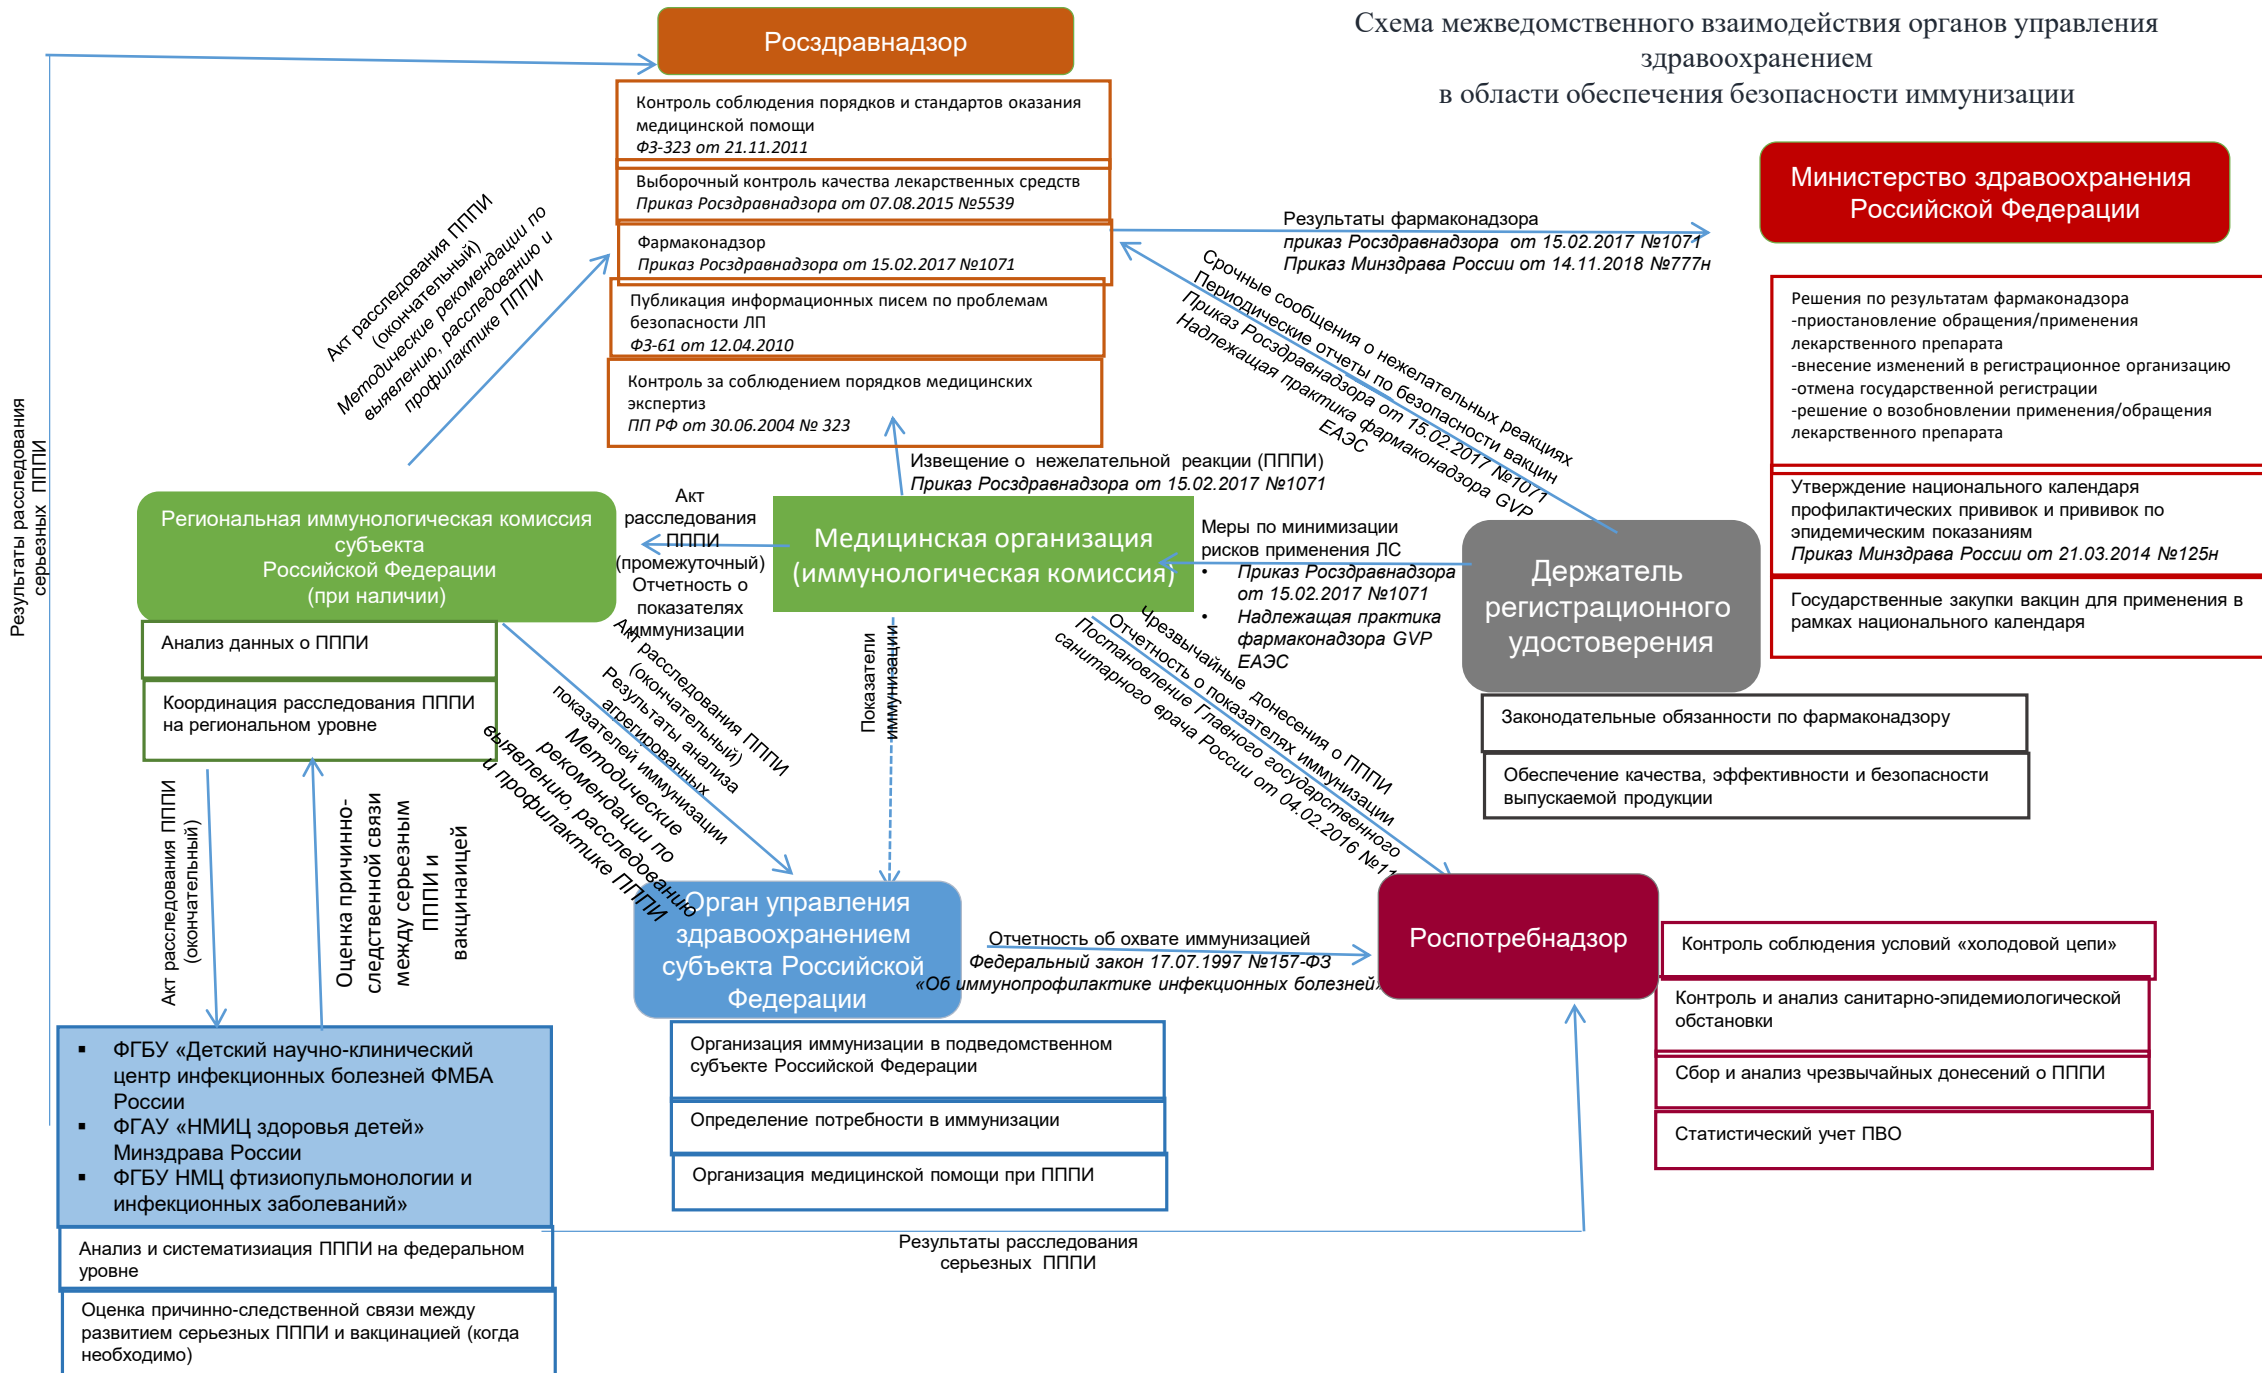 Схема межведомственного взаимодействия органов управления
здравоохранением
в области обеспечения безопасности иммунизации
Росздравнадзор
Контроль соблюдения порядков и стандартов оказания
медицинской помощи
ФЗ-323 от 21.11.2011
Выборочный контроль качества лекарственных средств
Приказ Росздравнадзора от 07.08.2015 №5539
Фармаконадзор
Приказ Росздравнадзора от 15.02.2017 №1071
Публикация информационных писем по проблемам
безопасности ЛП
ФЗ-61 от 12.04.2010
Контроль за соблюдением порядков медицинских
экспертиз
ПП РФ от 30.06.2004 № 323
Результаты фармаконадзора
приказ Росздравнадзора от 15.02.2017 №1071
Приказ Минздрава России от 14.11.2018 №777н
Министерство здравоохранения
Российской Федерации
Решения по результатам фармаконадзора
-приостановление обращения/применения
лекарственного препарата
-внесение изменений в регистрационное организацию
-отмена государственной регистрации
-решение о возобновлении применения/обращения
лекарственного препарата
Утверждение национального календаря
профилактических прививок и прививок по
эпидемическим показаниям
Приказ Минздрава России от 21.03.2014 №125н
Государственные закупки вакцин для применения в
рамках национального календаря
Срочные сообщения о нежелательных реакциях
Периодические отчеты по безопасности вакцин
Приказ Росздравнадзора от 15.02.2017 №1071
Надлежащая практика фармаконадзора GVP
ЕАЭС
Акт расследования ПППИ
(окончательный)
Методические рекомендации по
выявлению, расследованию и
профилактике ПППИ
Результаты расследования
серьезных ПППИ
Извещение о нежелательной реакции (ПППИ)
Приказ Росздравнадзора от 15.02.2017 №1071
Региональная иммунологическая комиссия
субъекта
Российской Федерации
(при наличии)
Анализ данных о ПППИ
Координация расследования ПППИ
на региональном уровне
Акт
расследования
ПППИ
(промежуточный)
Отчетность о
показателях
иммунизации
Медицинская организация
(иммунологическая комиссия)
Меры по минимизации
рисков применения ЛС
• Приказ Росздравнадзора
от 15.02.2017 №1071
• Надлежащая практика
фармаконадзора GVP
ЕАЭС
Держатель
регистрационного
удостоверения
Законодательные обязанности по фармаконадзору
Обеспечение качества, эффективности и безопасности
выпускаемой продукции
Акт расследования ПППИ
(окончательный)
Результаты анализа
агрегированных
показателей иммунизации
Методические
рекомендации по
выявлению, расследованию
и профилактике ПППИ
Показатели
иммунизации
Чрезвычайные донесения о ПППИ
Отчетность о показателях иммунизации
Постановление Главного государственного
санитарного врача России от 04.02.2016 №11
Акт расследования ПППИ
(окончательный)
Оценка причинно-
следственной связи
между серьезным
ПППИ и
вакцинаицей
Орган управления
здравоохранением
субъекта Российской
Федерации
Отчетность об охвате иммунизацией
Федеральный закон 17.07.1997 №157-ФЗ
«Об иммунопрофилактике инфекционных болезней»
Роспотребнадзор
Контроль соблюдения условий «холодовой цепи»
Контроль и анализ санитарно-эпидемиологической
обстановки
Сбор и анализ чрезвычайных донесений о ПППИ
Статистический учет ПВО
Организация иммунизации в подведомственном
субъекте Российской Федерации
Определение потребности в иммунизации
Организация медицинской помощи при ПППИ
▪ ФГБУ «Детский научно-клинический
центр инфекционных болезней ФМБА
России
▪ ФГАУ «НМИЦ здоровья детей»
Минздрава России
▪ ФГБУ НМЦ фтизиопульмонологии и
инфекционных заболеваний»
Анализ и систематизиация ПППИ на федеральном
уровне
Оценка причинно-следственной связи между
развитием серьезных ПППИ и вакцинацией (когда
необходимо)
Результаты расследования
серьезных ПППИ